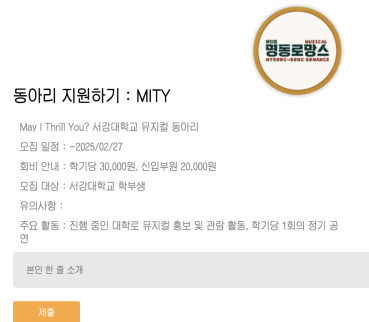 뮤지컬 MUSICAL
명동로망스
MYEONG-DONG ROMANCE
동아리 지원하기 : MITY
May I Thrill You? 서강대학교 뮤지컬 동아리
모집 일정 : ~2025/02/27
회비 안내 : 학기당 30,000원, 신입부원 20,000원
모집 대상 : 서강대학교 학부생
유의사항 :
주요 활동 : 진행 중인 대학로 뮤지컬 홍보 및 관람 활동, 학기당 1회의 정기 공
연
본인 한 줄 소개
제출